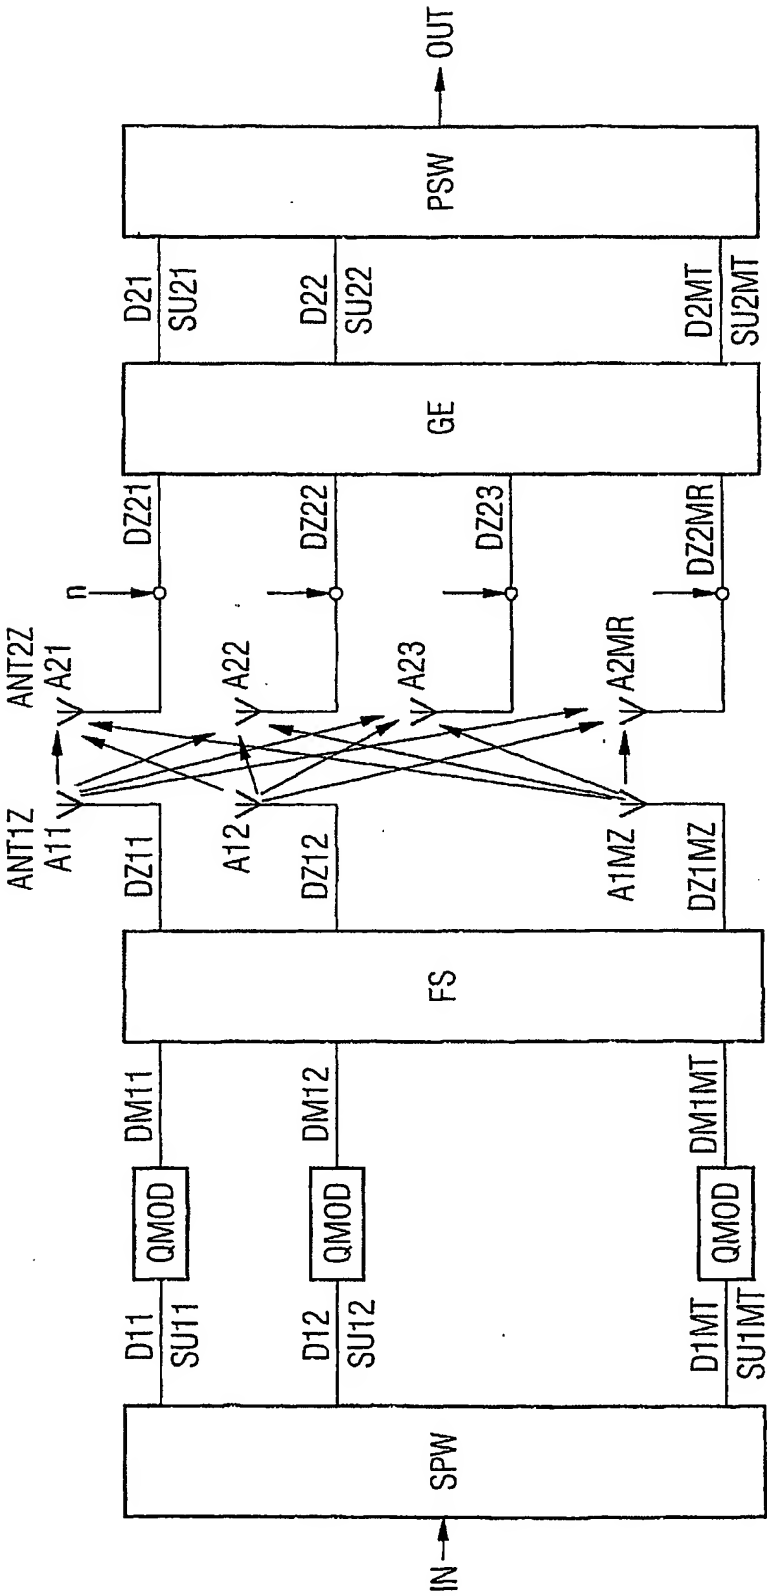 IN
SPW
D11
SU11
D12
SU12
D1MT
SU1MT
QMOD
QMOD
QMOD
DM11
DM12
DM1MT
FS
ANT1Z
A11
DZ11
A12
DZ12
A1MZ
DZ1MZ
ANT2Z
A21
A22
A23
A2MR
n
DZ21
DZ22
DZ23
DZ2MR
GE
D21
SU21
D22
SU22
D2MT
SU2MT
PSW
OUT